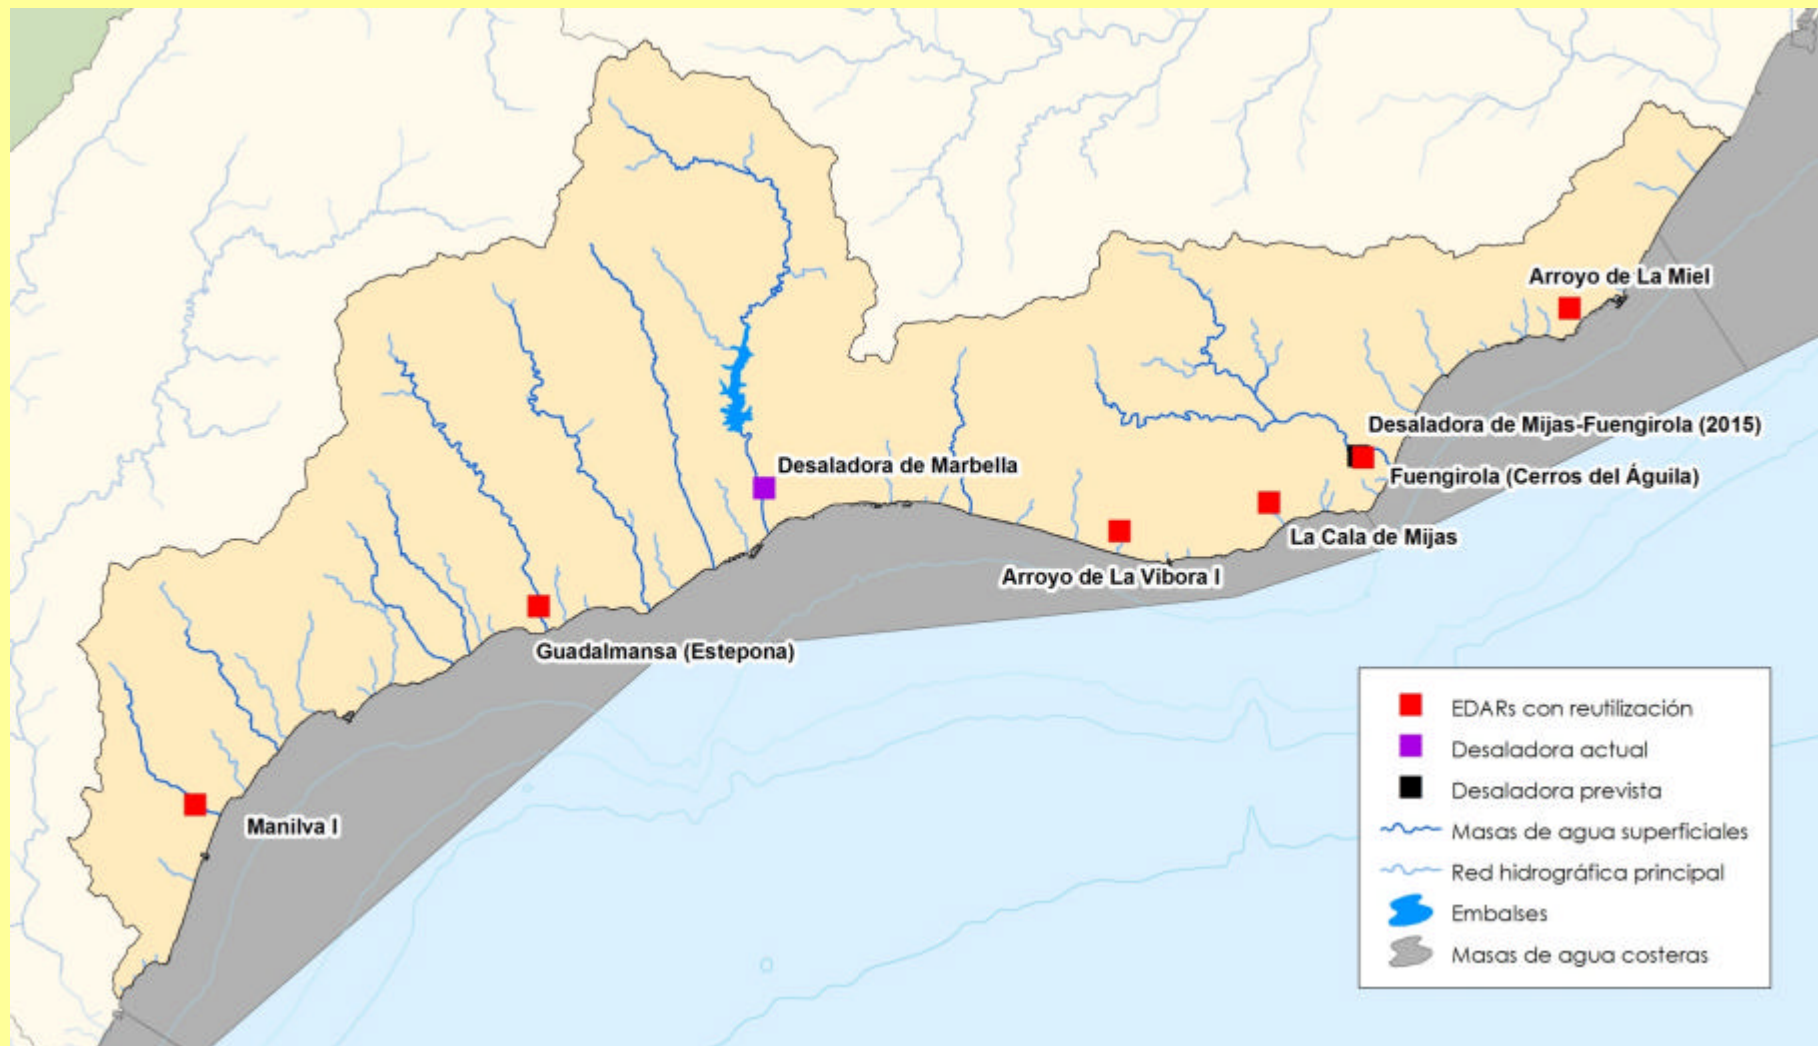 Arroyo de La Miel
Desaladora de Mijas-Fuengirola (2015)
Desaladora de Marbella
Fuengirola (Cerros del Águila)
La Cala de Mijas
Arroyo de La Vibora I
Guadalmansa (Estepona)
Manilva I
EDARs con reutilización
Desaladora actual
Desaladora prevista
Masas de agua superficiales
Red hidrográfica principal
Embalses
Masas de agua costeras